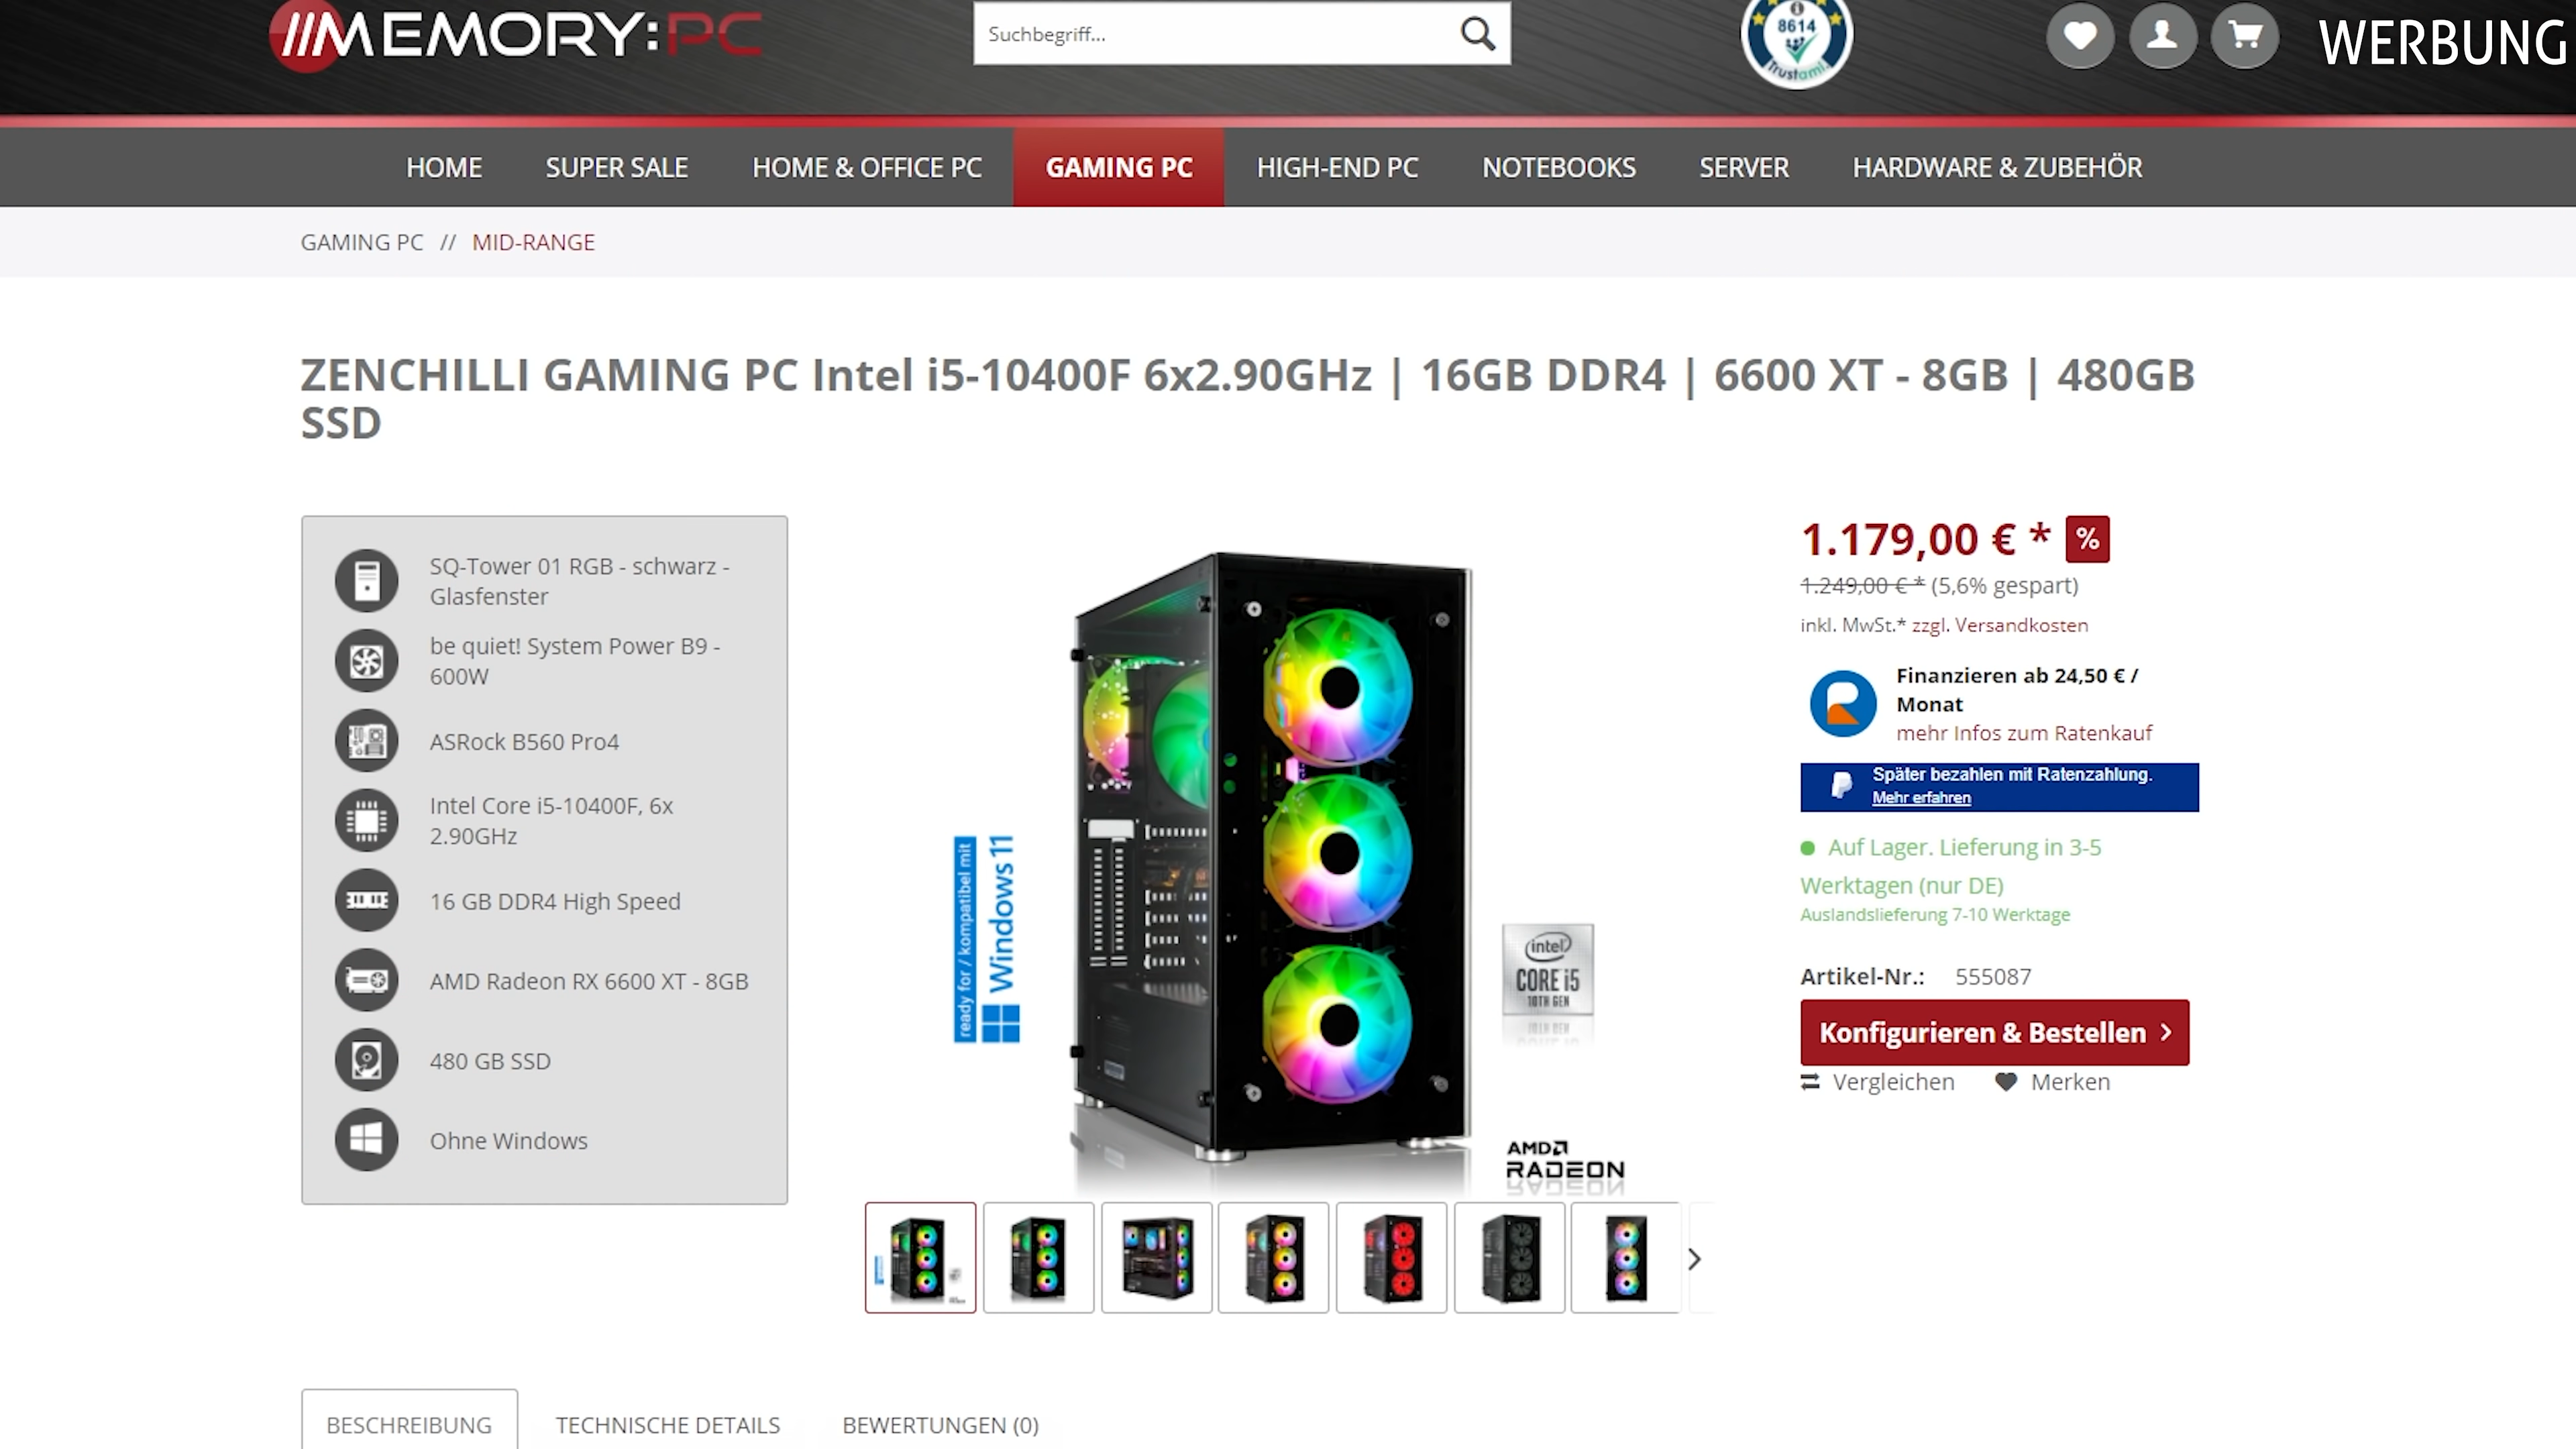 MEMORY:PC
Suchbegriff...
8614
Trustami
WERBUNG
HOME
SUPER SALE
HOME & OFFICE PC
GAMING PC
HIGH-END PC
NOTEBOOKS
SERVER
HARDWARE & ZUBEHÖR
GAMING PC // MID-RANGE
ZENCHILLI GAMING PC Intel i5-10400F 6x2.90GHz | 16GB DDR4 | 6600 XT - 8GB | 480GB
SSD
SQ-Tower 01 RGB - schwarz -
Glasfenster
be quiet! System Power B9 -
600W
ASRock B560 Pro4
Intel Core i5-10400F, 6x
2.90GHz
16 GB DDR4 High Speed
AMD Radeon RX 6600 XT - 8GB
480 GB SSD
Ohne Windows
ready for / kompatibel mit
Windows 11
intel
CORE i5
10TH GEN
AMD
RADEON
1.179,00 € * %
1.249,00 € * (5,6% gespart)
inkl. MwSt.* zzgl. Versandkosten
Finanzieren ab 24,50 € /
Monat
mehr Infos zum Ratenkauf
Später bezahlen mit Ratenzahlung.
Mehr erfahren
Auf Lager. Lieferung in 3-5
Werktagen (nur DE)
Auslandslieferung 7-10 Werktage
Artikel-Nr.: 555087
Konfigurieren & Bestellen
Vergleichen
Merken
BESCHREIBUNG
TECHNISCHE DETAILS
BEWERTUNGEN (0)